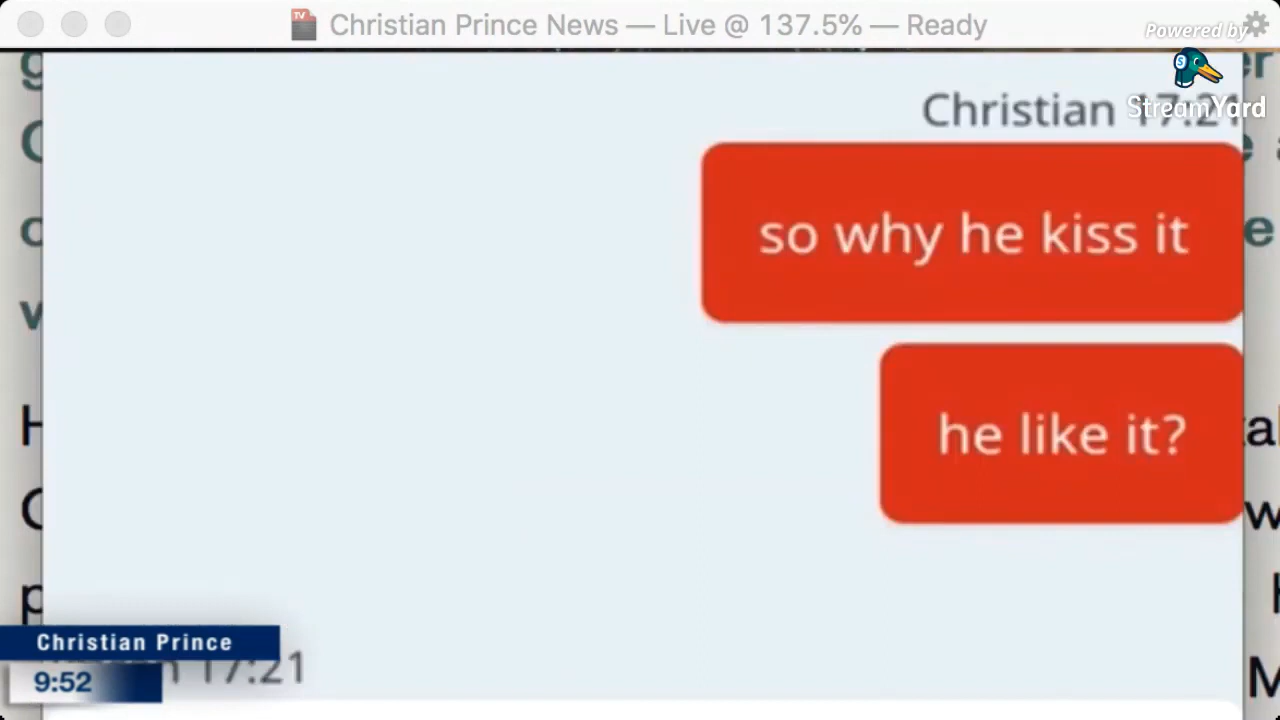 Christian Prince News — Live @ 137.5% — Ready
Powered by
StreamYard
Christian 17:21
so why he kiss it
he like it?
17:21
Christian Prince
9:52